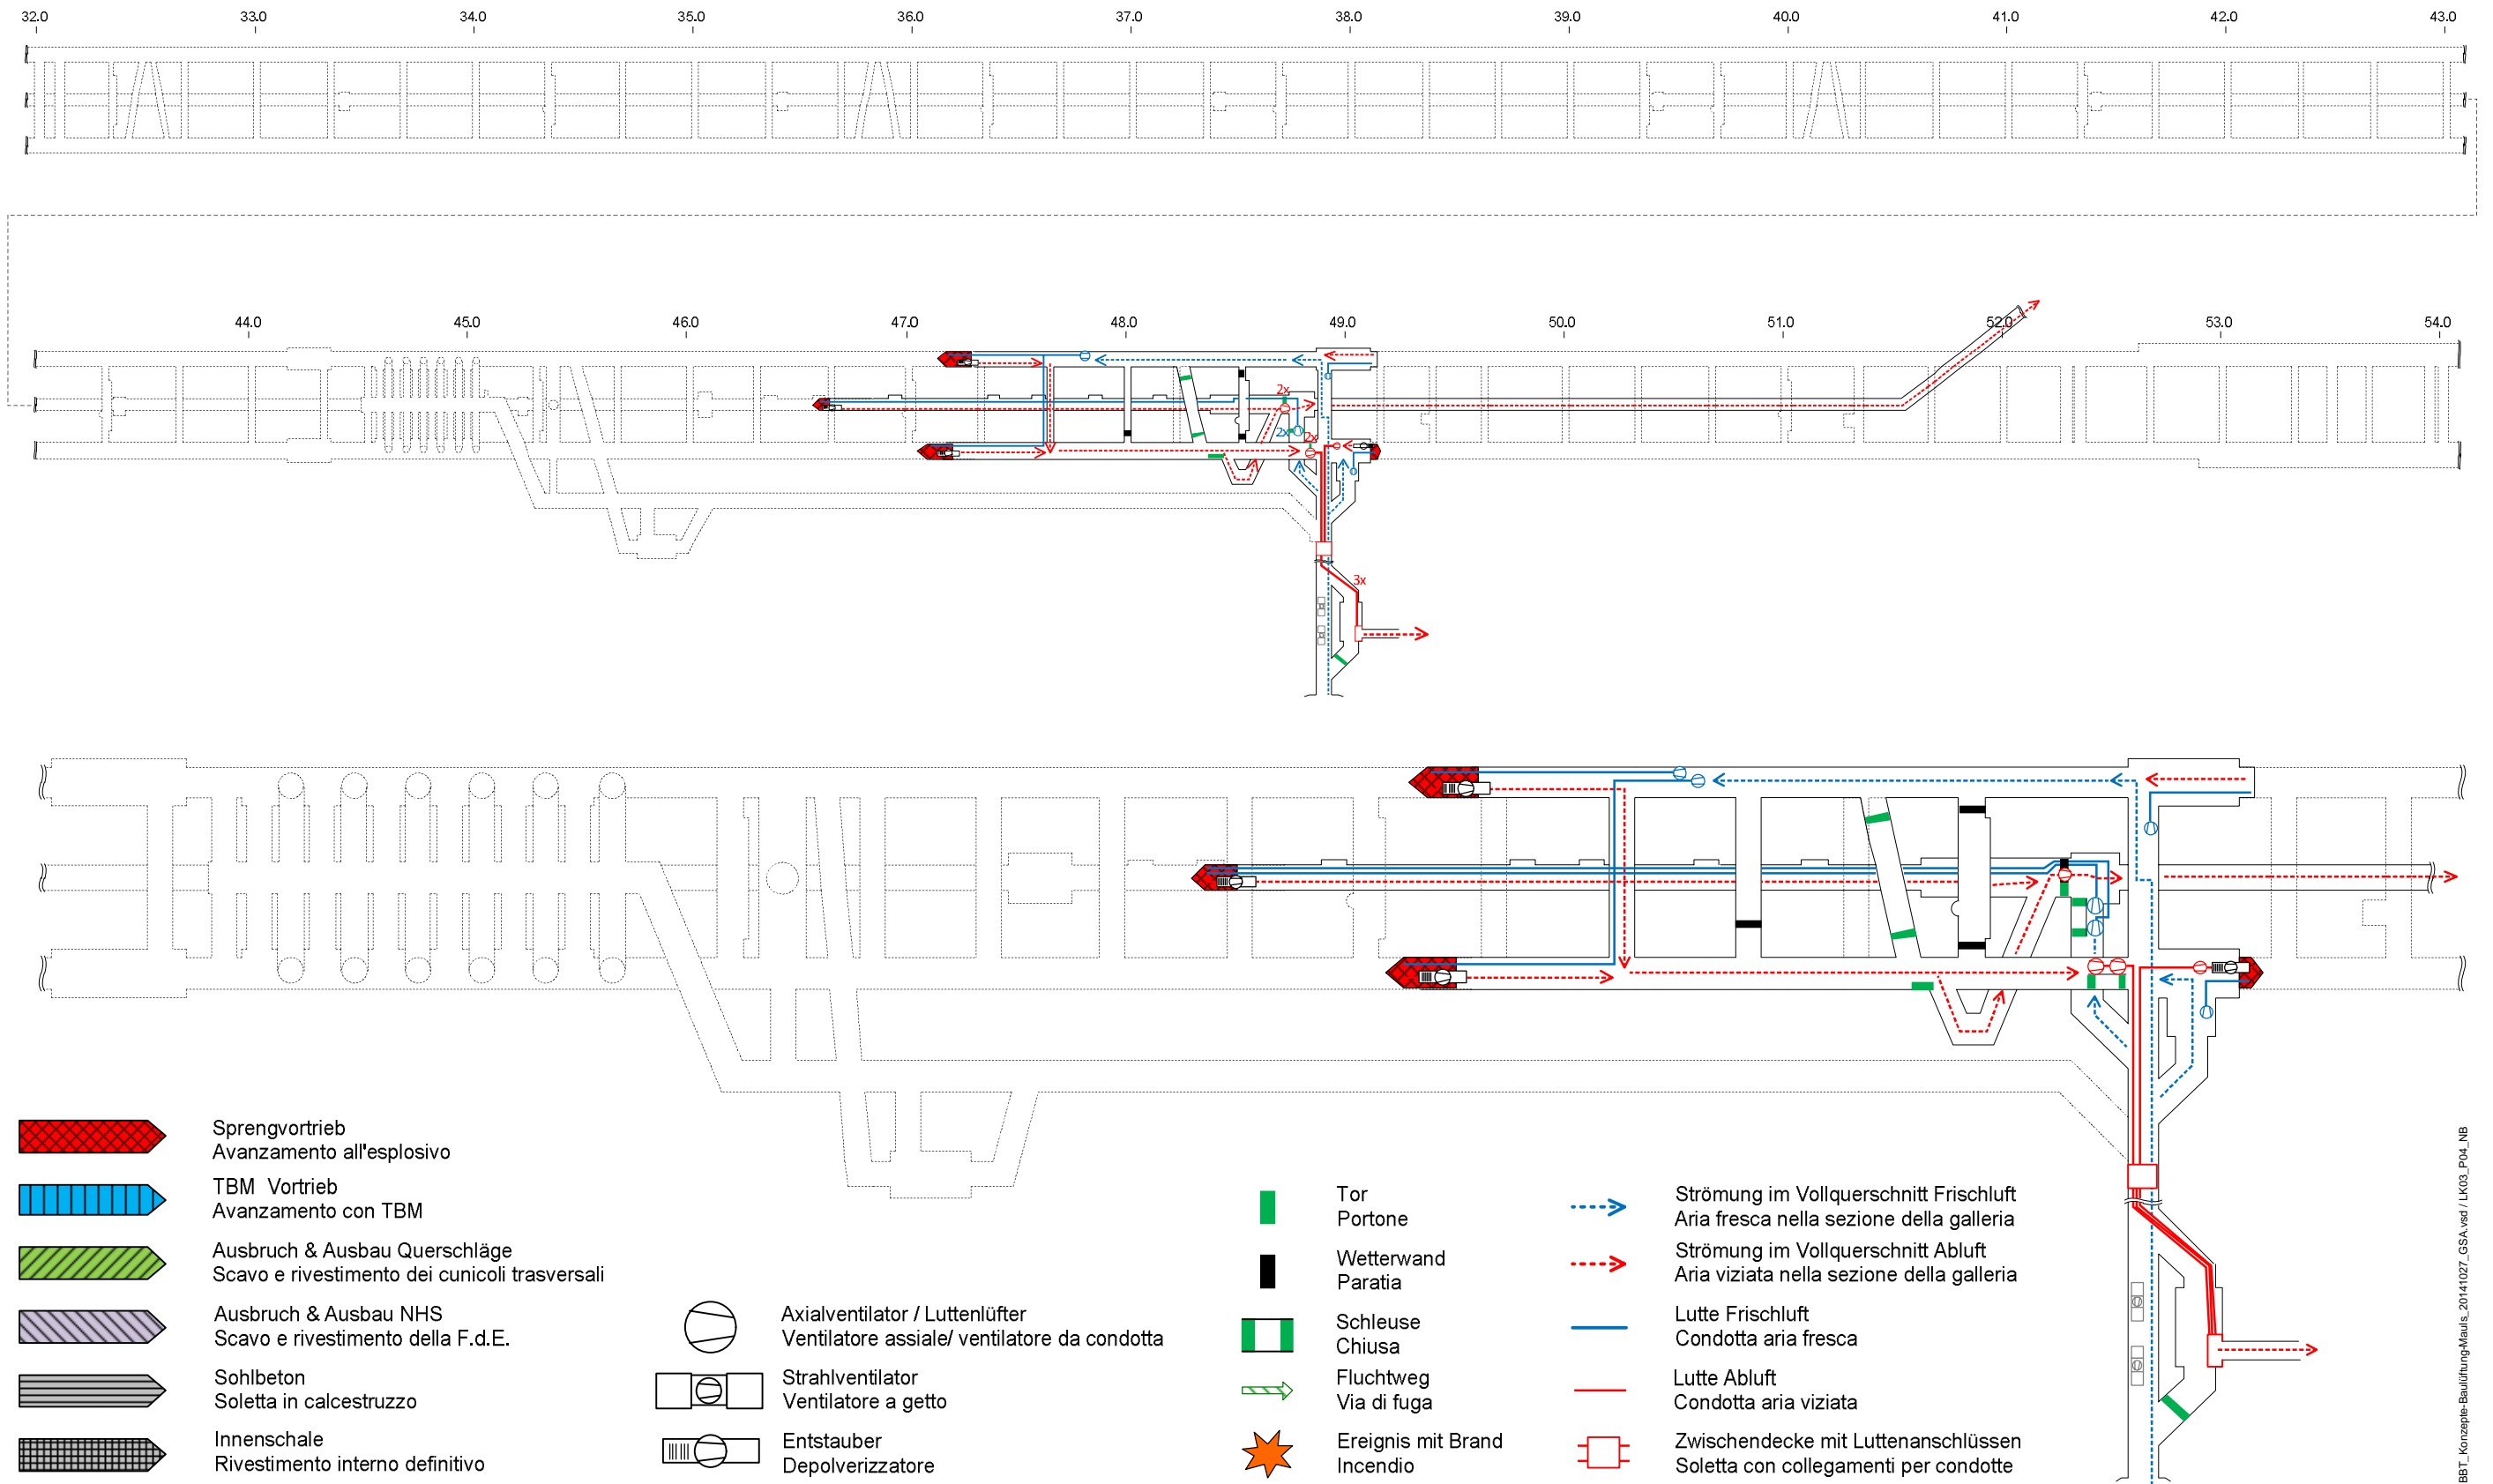 32.0 33.0 34.0 35.0 36.0 37.0 38.0 39.0 40.0 41.0 42.0 43.0
44.0 45.0 46.0 47.0 48.0 49.0 50.0 51.0 52.0 53.0 54.0
2x
2x
2x
3x
Sprengvortrieb
Avanzamento all'esplosivo
TBM Vortrieb
Avanzamento con TBM
Ausbruch & Ausbau Querschläge
Scavo e rivestimento dei cunicoli trasversali
Ausbruch & Ausbau NHS
Scavo e rivestimento della F.d.E.
Sohlbeton
Soletta in calcestruzzo
Innenschale
Rivestimento interno definitivo
Axialventilator / Luttenlüfter
Ventilatore assiale/ ventilatore da condotta
Strahlventilator
Ventilatore a getto
Entstauber
Depolverizzatore
Tor
Portone
Wetterwand
Paratia
Schleuse
Chiusa
Fluchtweg
Via di fuga
Ereignis mit Brand
Incendio
Strömung im Vollquerschnitt Frischluft
Aria fresca nella sezione della galleria
Strömung im Vollquerschnitt Abluft
Aria viziata nella sezione della galleria
Lutte Frischluft
Condotta aria fresca
Lutte Abluft
Condotta aria viziata
Zwischendecke mit Luttenanschlüssen
Soletta con collegamenti per condotte
BBT_Konzepte-Baulüftung-Mauls_20141027_GSA.vsd / LK03_P04_NB